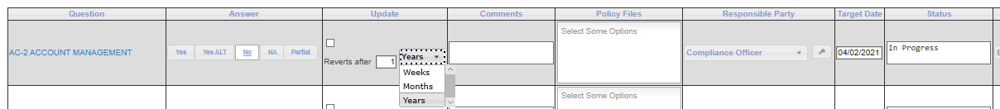 Question Answer Update Comments Policy Files Responsible Party Target Date Status
AC-2 ACCOUNT MANAGEMENT
Yes Yes ALT No NA Partial
Reverts after 1 Years
Weeks
Months
Years
Select Some Options
Compliance Officer
04/02/2021
In Progress
Select Some Options